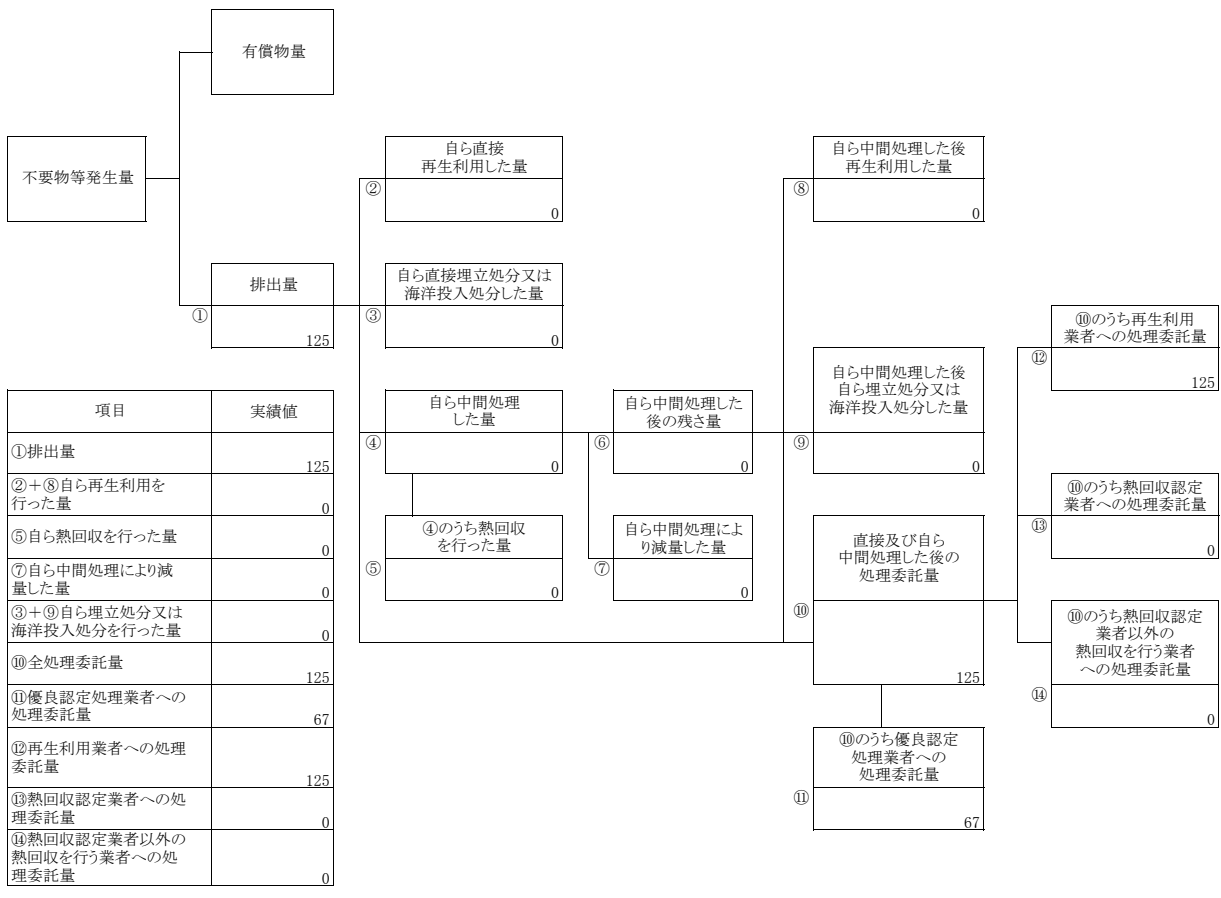 有償物量
不要物等発生量
排出量
①
125
自ら直接
再生利用した量
②
0
自ら直接埋立処分又は
海洋投入処分した量
③
0
自ら中間処理
した量
④
0
④のうち熱回収
を行った量
⑤
0
自ら中間処理した
後の残さ量
⑥
0
自ら中間処理によ
り減量した量
⑦
0
自ら中間処理した後
再生利用した量
⑧
0
自ら中間処理した後
自ら埋立処分又は
海洋投入処分した量
⑨
0
直接及び自ら
中間処理した後の
処理委託量
⑩
125
⑩のうち優良認定
処理業者への
処理委託量
⑪
67
⑩のうち再生利用
業者への処理委託量
⑫
125
⑩のうち熱回収認定
業者への処理委託量
⑬
0
⑩のうち熱回収認定
業者以外の
熱回収を行う業者
への処理委託量
⑭
0
項目 実績値
①排出量
125
②＋⑧自ら再生利用を
行った量
0
⑤自ら熱回収を行った量
0
⑦自ら中間処理により減
量した量
0
③＋⑨自ら埋立処分又は
海洋投入処分を行った量
0
⑩全処理委託量
125
⑪優良認定処理業者への
処理委託量
67
⑫再生利用業者への処理
委託量
125
⑬熱回収認定業者への処
理委託量
0
⑭熱回収認定業者以外の
熱回収を行う業者への処
理委託量
0